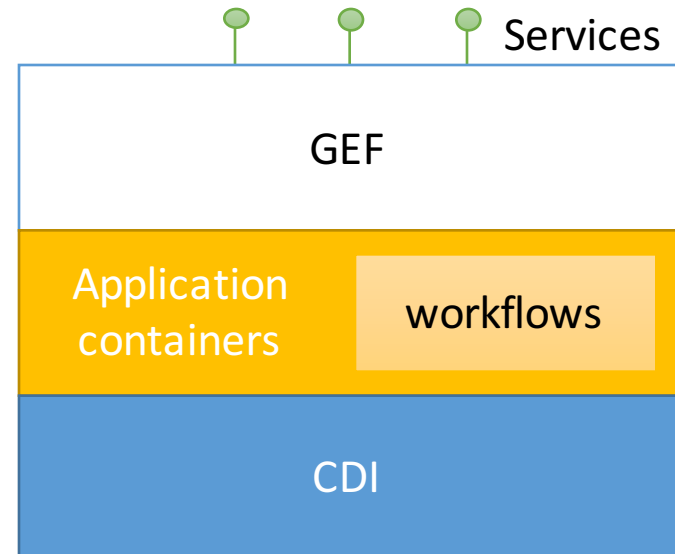 Services
GEF
Application
containers
workflows
CDI